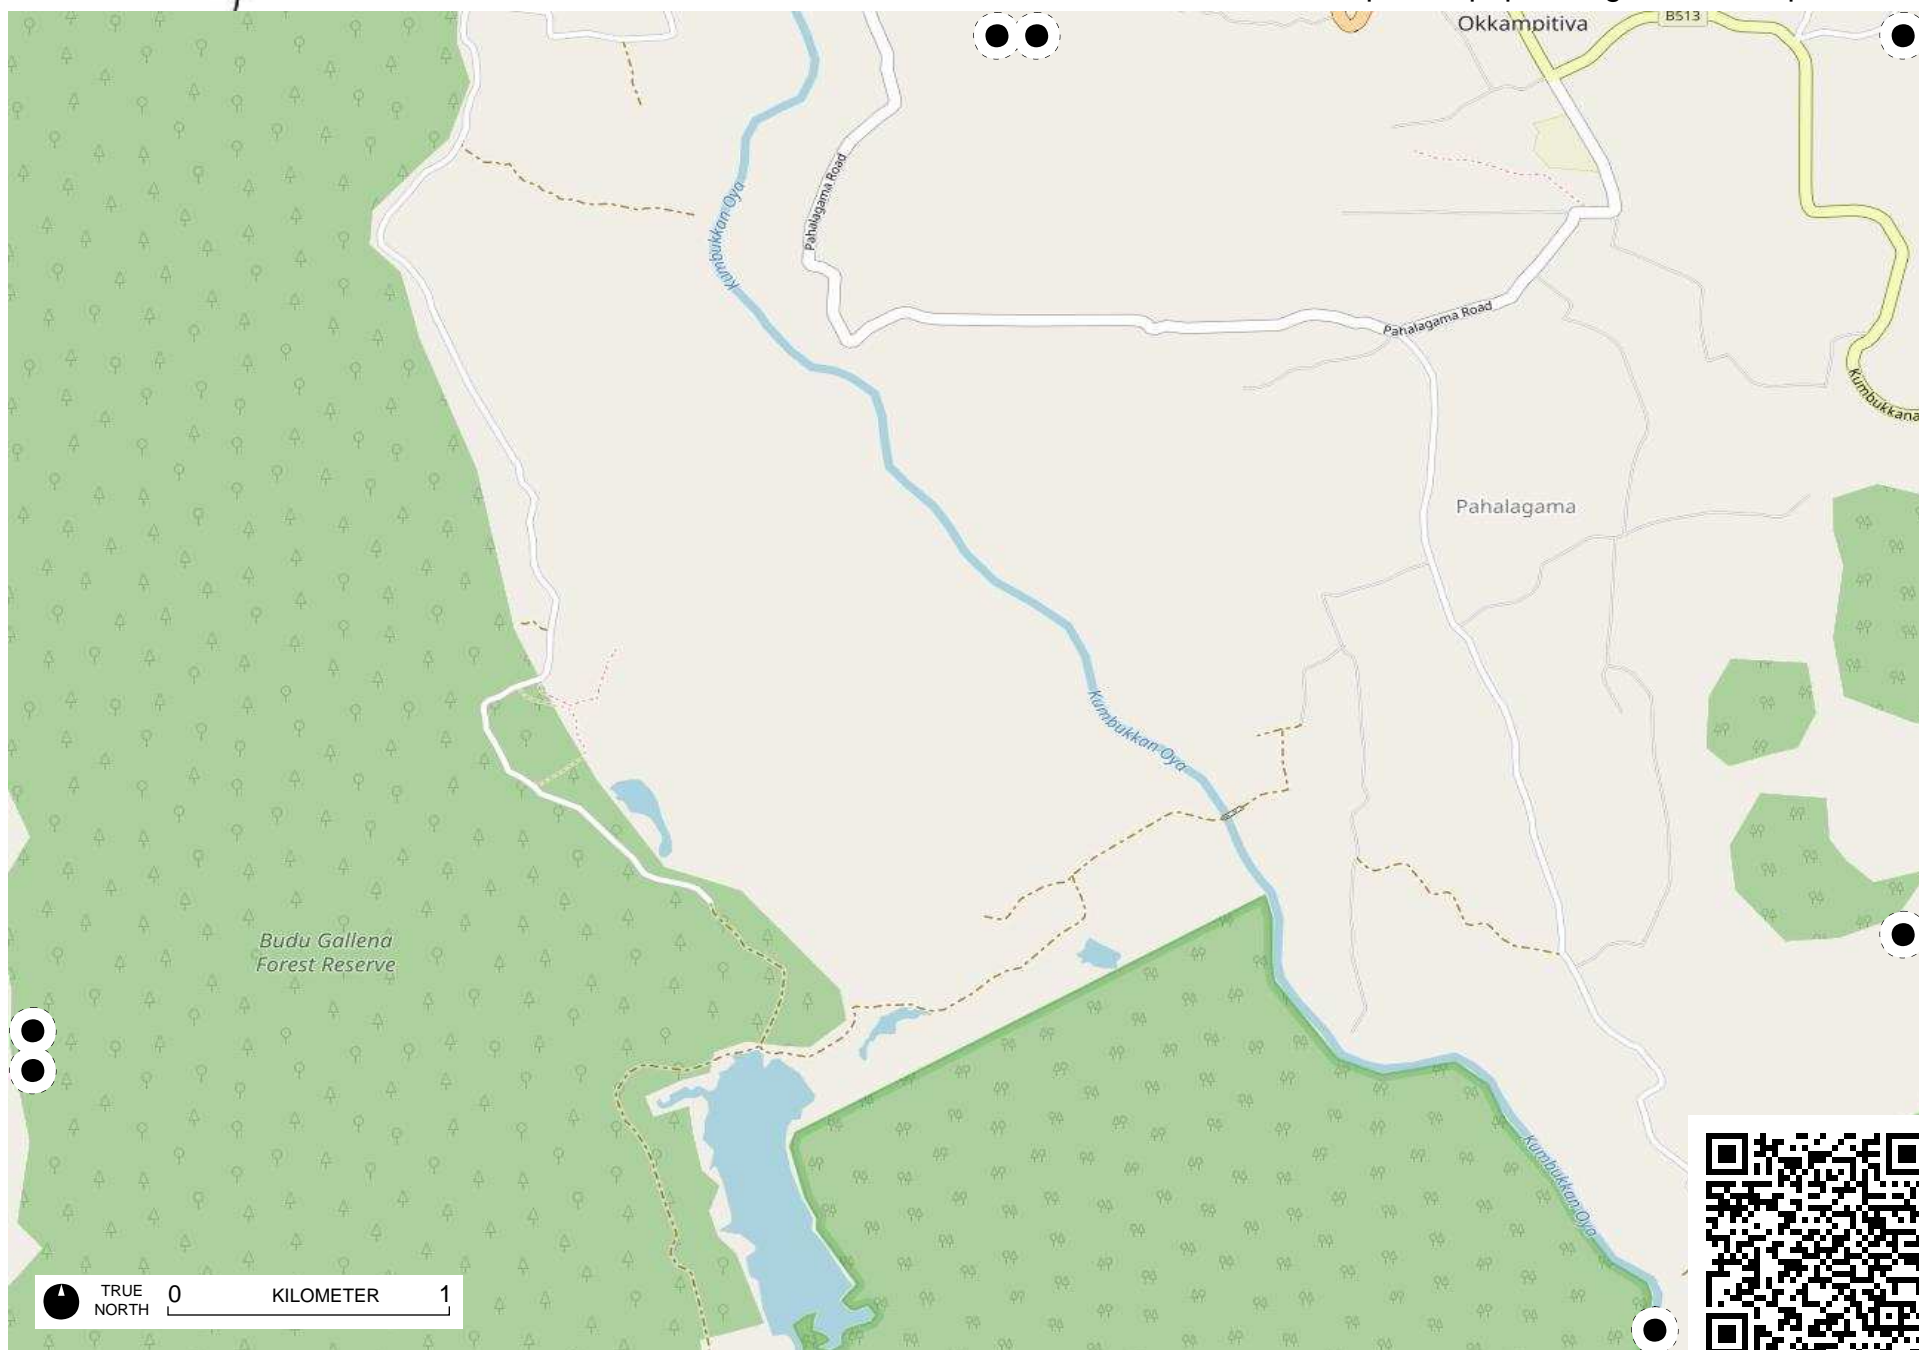 Okkampitiva
B513
Pahalagama Road
Kumbukkan Oya
Pahalagama Road
Kumbukkana
Pahalagama
Kumbukkan Oya
Budu Gallena
Forest Reserve
Kumbukkan Oya
TRUE
NORTH
0 KILOMETER 1